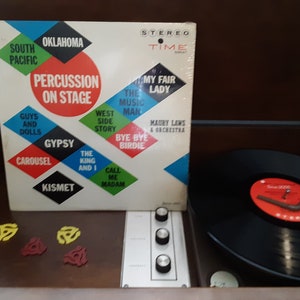 STEREO
TIME
OKLAHOMA
SOUTH
PACIFIC
PERCUSSION
ON STAGE
MY FAIR
LADY
THE
MUSIC
MAN
WEST
SIDE
STORY
MAURY LAWS
& ORCHESTRA
GUYS
AND
DOLLS
BYE BYE
BIRDIE
GYPSY
CAROUSEL
THE
KING
AND I
CALL
ME
MADAM
KISMET